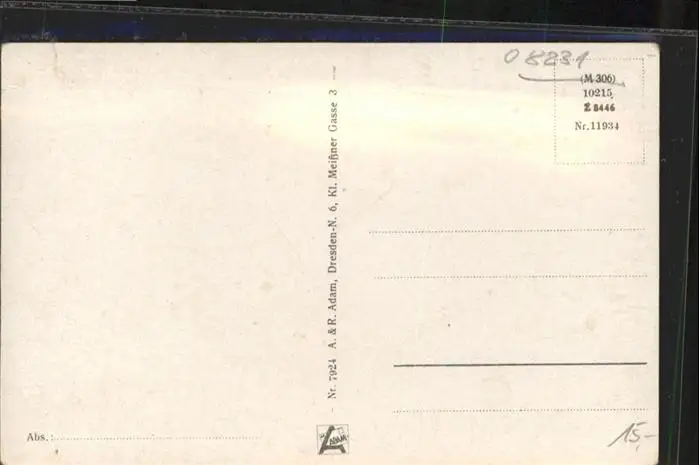 0 8231
(M 306)
10215
Z 8446
Nr. 11934
Nr. 7924 A. & R. Adam, Dresden-N. 6, Kl. Meißner Gasse 3
Abs.:
ADAM
15,-